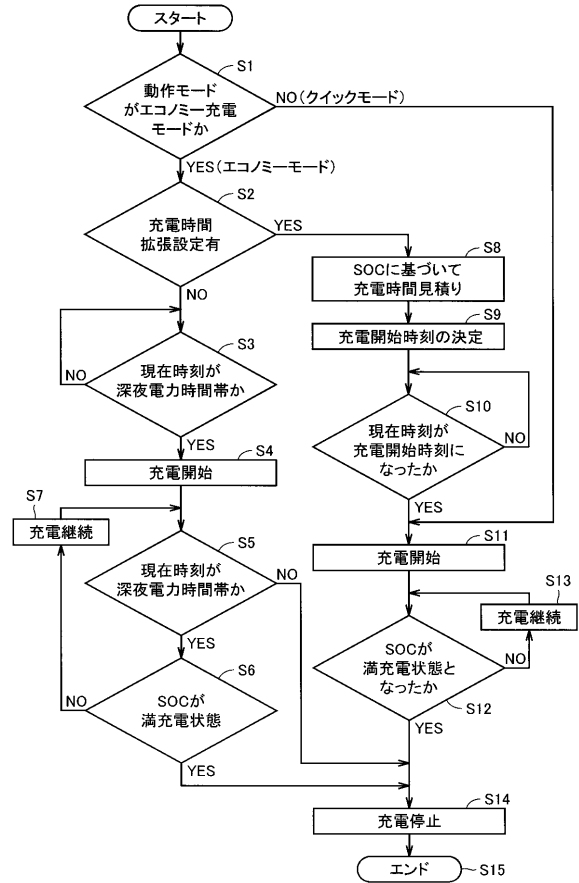 スタート
S1
動作モード
がエコノミー充電
モードか
NO(クイックモード)
YES(エコノミーモード)
S2
充電時間
拡張設定有
YES
NO
S8
SOCに基づいて
充電時間見積り
S9
充電開始時刻の決定
S3
現在時刻が
深夜電力時間帯か
NO
YES
S10
現在時刻が
充電開始時刻に
なったか
NO
YES
S4
充電開始
S7
充電継続
S5
現在時刻が
深夜電力時間帯か
NO
YES
S11
充電開始
S13
充電継続
S6
SOCが
満充電状態
NO
YES
SOCが
満充電状態と
なったか
NO
S12
YES
S14
充電停止
エンド
S15